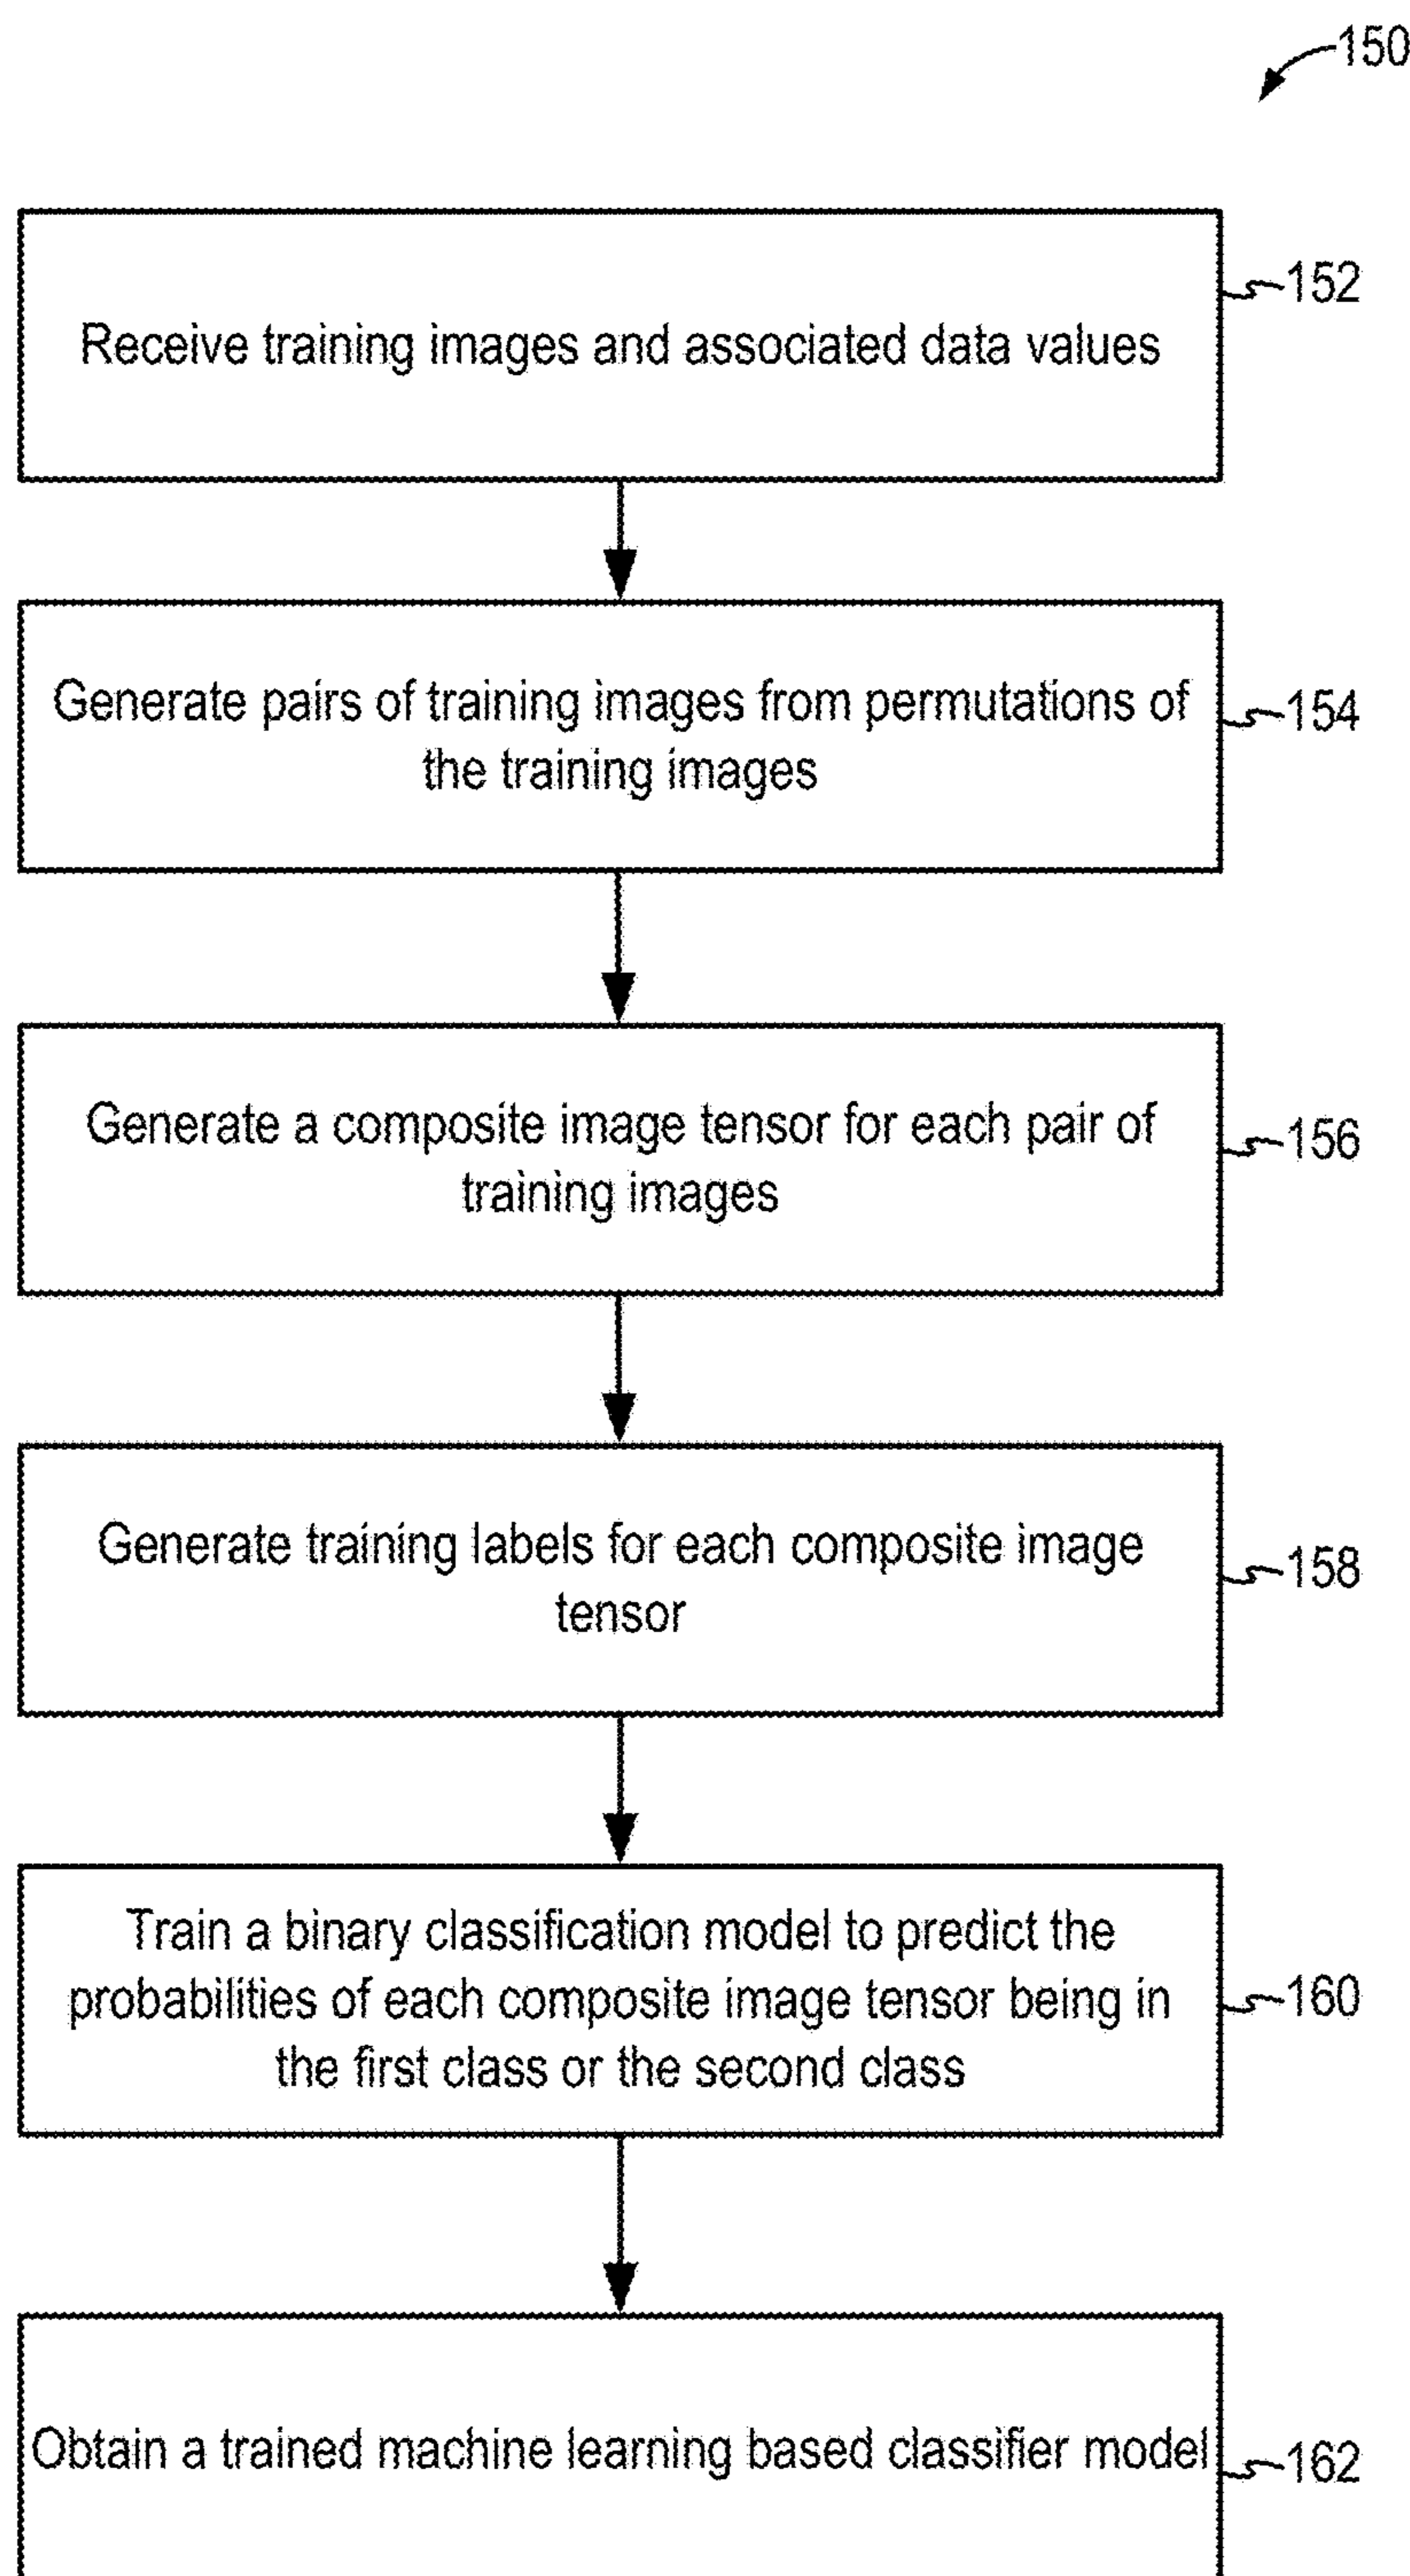 150
Receive training images and associated data values
152
Generate pairs of training images from permutations of
the training images
154
Generate a composite image tensor for each pair of
training images
156
Generate training labels for each composite image
tensor
158
Train a binary classification model to predict the
probabilities of each composite image tensor being in
the first class or the second class
160
Obtain a trained machine learning based classifier model
162